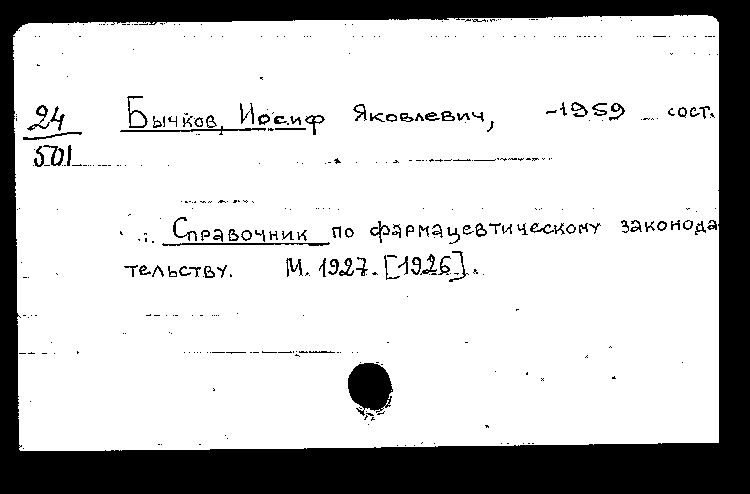 24
501
Бычков, Иосиф Яковлевич, -1959 сост.
Справочник по фармацевтическому законода
тельству. М. 1927. [1926].